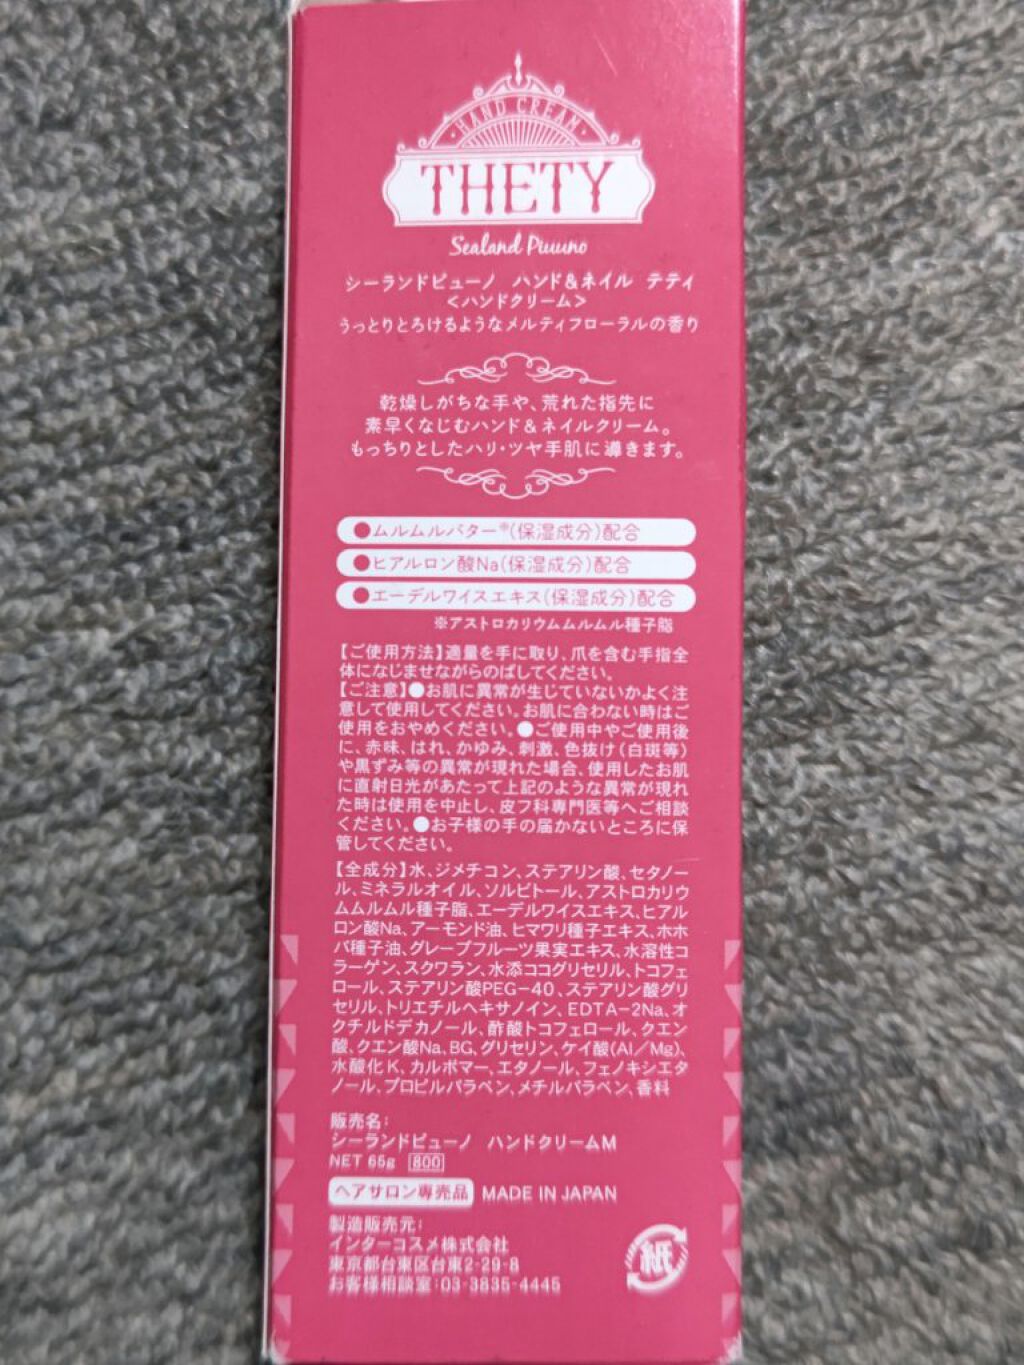 HAND CREAM
THETY
Sealand Piuuno
シーランドピューノ ハンド＆ネイル テティ
＜ハンドクリーム＞
うっとりとろけるようなメルティフローラルの香り
乾燥しがちな手や、荒れた指先に
素早くなじむハンド＆ネイルクリーム。
もっちりとしたハリ・ツヤ手肌に導きます。
●ムルムルバター※(保湿成分)配合
●ヒアルロン酸Na(保湿成分)配合
●エーデルワイスエキス(保湿成分)配合
※アストロカリウムムルムル種子脂
【ご使用方法】適量を手に取り、爪を含む手指全
体になじませながらのばしてください。
【ご注意】●お肌に異常が生じていないかよく注
意して使用してください。お肌に合わない時はご
使用をおやめください。●ご使用中やご使用後
に、赤味、はれ、かゆみ、刺激、色抜け(白斑等)
や黒ずみ等の異常が現れた場合、使用したお肌
に直射日光があたって上記のような異常が現れ
た時は使用を中止し、皮フ科専門医等へご相談
ください。●お子様の手の届かないところに保
管してください。
【全成分】水、ジメチコン、ステアリン酸、セタノー
ル、ミネラルオイル、ソルビトール、アストロカリウ
ムムルムル種子脂、エーデルワイスエキス、ヒアル
ロン酸Na、アーモンド油、ヒマワリ種子エキス、ホホ
バ種子油、グレープフルーツ果実エキス、水溶性コ
ラーゲン、スクワラン、水添ココグリセリル、トコフェ
ロール、ステアリン酸PEG-40、ステアリン酸グリ
セリル、トリエチルヘキサノイン、EDTA-2Na、オ
クチルドデカノール、酢酸トコフェロール、クエン
酸、クエン酸Na、BG、グリセリン、ケイ酸(Al/Mg)、
水酸化K、カルボマー、エタノール、フェノキシエタ
ノール、プロピルパラベン、メチルパラベン、香料
販売名：
シーランドピューノ ハンドクリームM
NET 65g 800
ヘアサロン専売品 MADE IN JAPAN
製造販売元：
インターコスメ株式会社
東京都台東区台東2-29-8
お客様相談室：03-3835-4445
紙